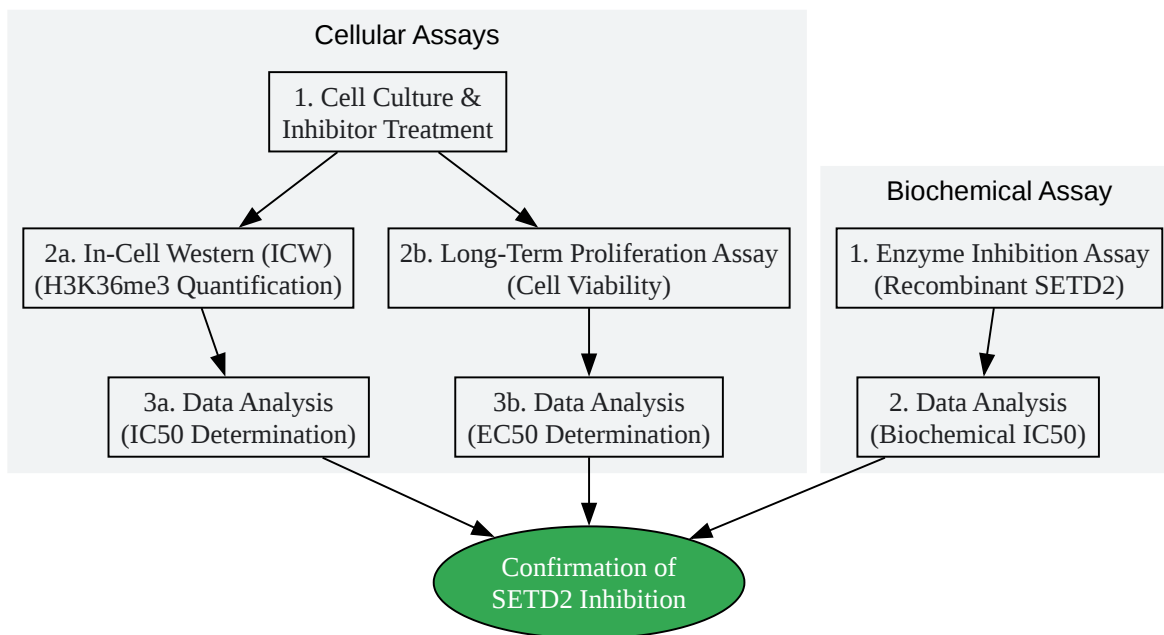 Cellular Assays
1. Cell Culture &
Inhibitor Treatment
2a. In-Cell Western (ICW)
(H3K36me3 Quantification)
2b. Long-Term Proliferation Assay
(Cell Viability)
3a. Data Analysis
(IC50 Determination)
3b. Data Analysis
(EC50 Determination)
Biochemical Assay
1. Enzyme Inhibition Assay
(Recombinant SETD2)
2. Data Analysis
(Biochemical IC50)
Confirmation of
SETD2 Inhibition